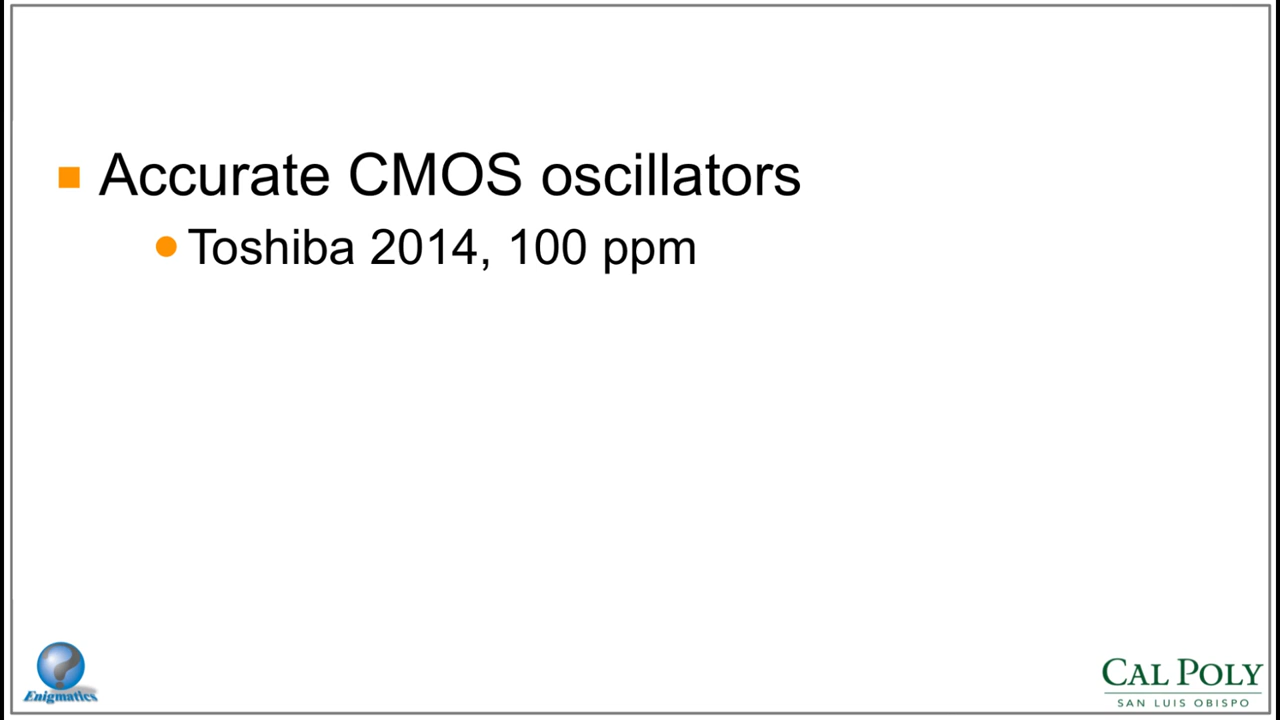 Accurate CMOS oscillators
Toshiba 2014, 100 ppm
Enigmatics
CAL POLY
SAN LUIS OBISPO